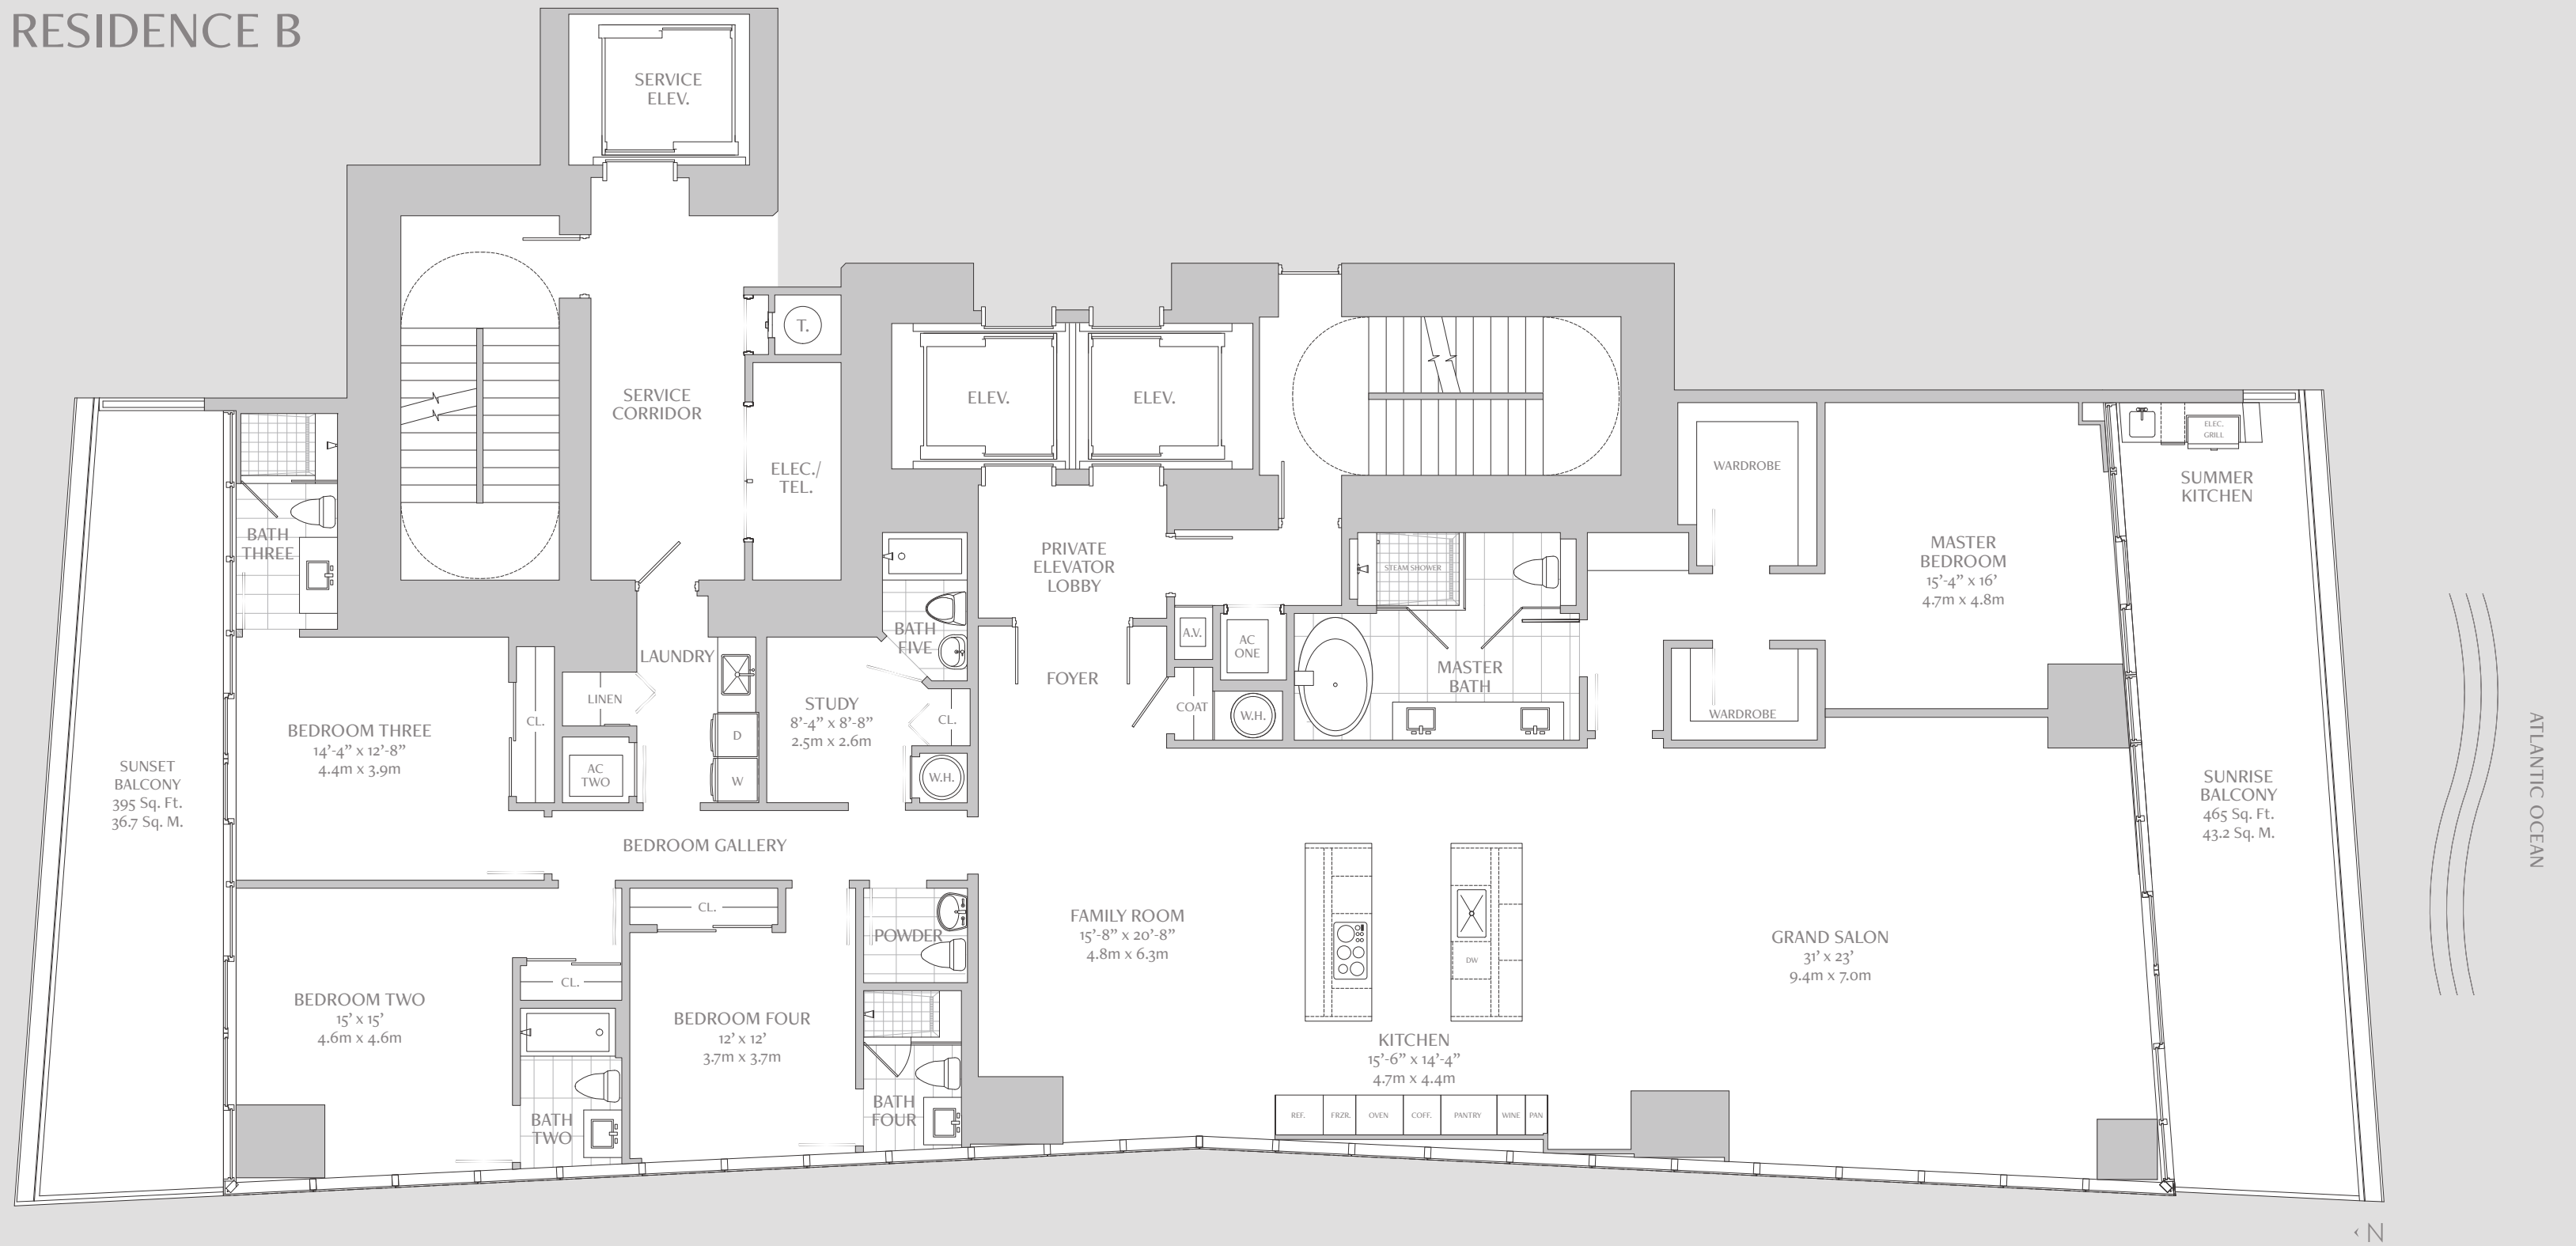 RESIDENCE B
SERVICE
ELEV.
T.
SERVICE
CORRIDOR
ELEC./
TEL.
ELEV.
ELEV.
BATH
THREE
PRIVATE
ELEVATOR
LOBBY
STEAM SHOWER
WARDROBE
MASTER
BEDROOM
15’-4” x 16’
4.7m x 4.8m
ELEC.
GRILL
SUMMER
KITCHEN
BATH
FIVE
A.V.
AC
ONE
LAUNDRY
LINEN
FOYER
MASTER
BATH
COAT
W.H.
WARDROBE
STUDY
8’-4” x 8’-8”
2.5m x 2.6m
CL.
W.H.
BEDROOM THREE
14’-4” x 12’-8”
4.4m x 3.9m
CL.
D
W
AC
TWO
SUNSET
BALCONY
395 Sq. Ft.
36.7 Sq. M.
SUNRISE
BALCONY
465 Sq. Ft.
43.2 Sq. M.
ATLANTIC OCEAN
BEDROOM GALLERY
CL.
POWDER
FAMILY ROOM
15’-8” x 20’-8”
4.8m x 6.3m
DW
GRAND SALON
31’ x 23’
9.4m x 7.0m
CL.
BEDROOM TWO
15’ x 15’
4.6m x 4.6m
BEDROOM FOUR
12’ x 12’
3.7m x 3.7m
KITCHEN
15’-6” x 14’-4”
4.7m x 4.4m
BATH
TWO
BATH
FOUR
REF.
FRZR.
OVEN
COFF.
PANTRY
WINE
PAN
‹ N